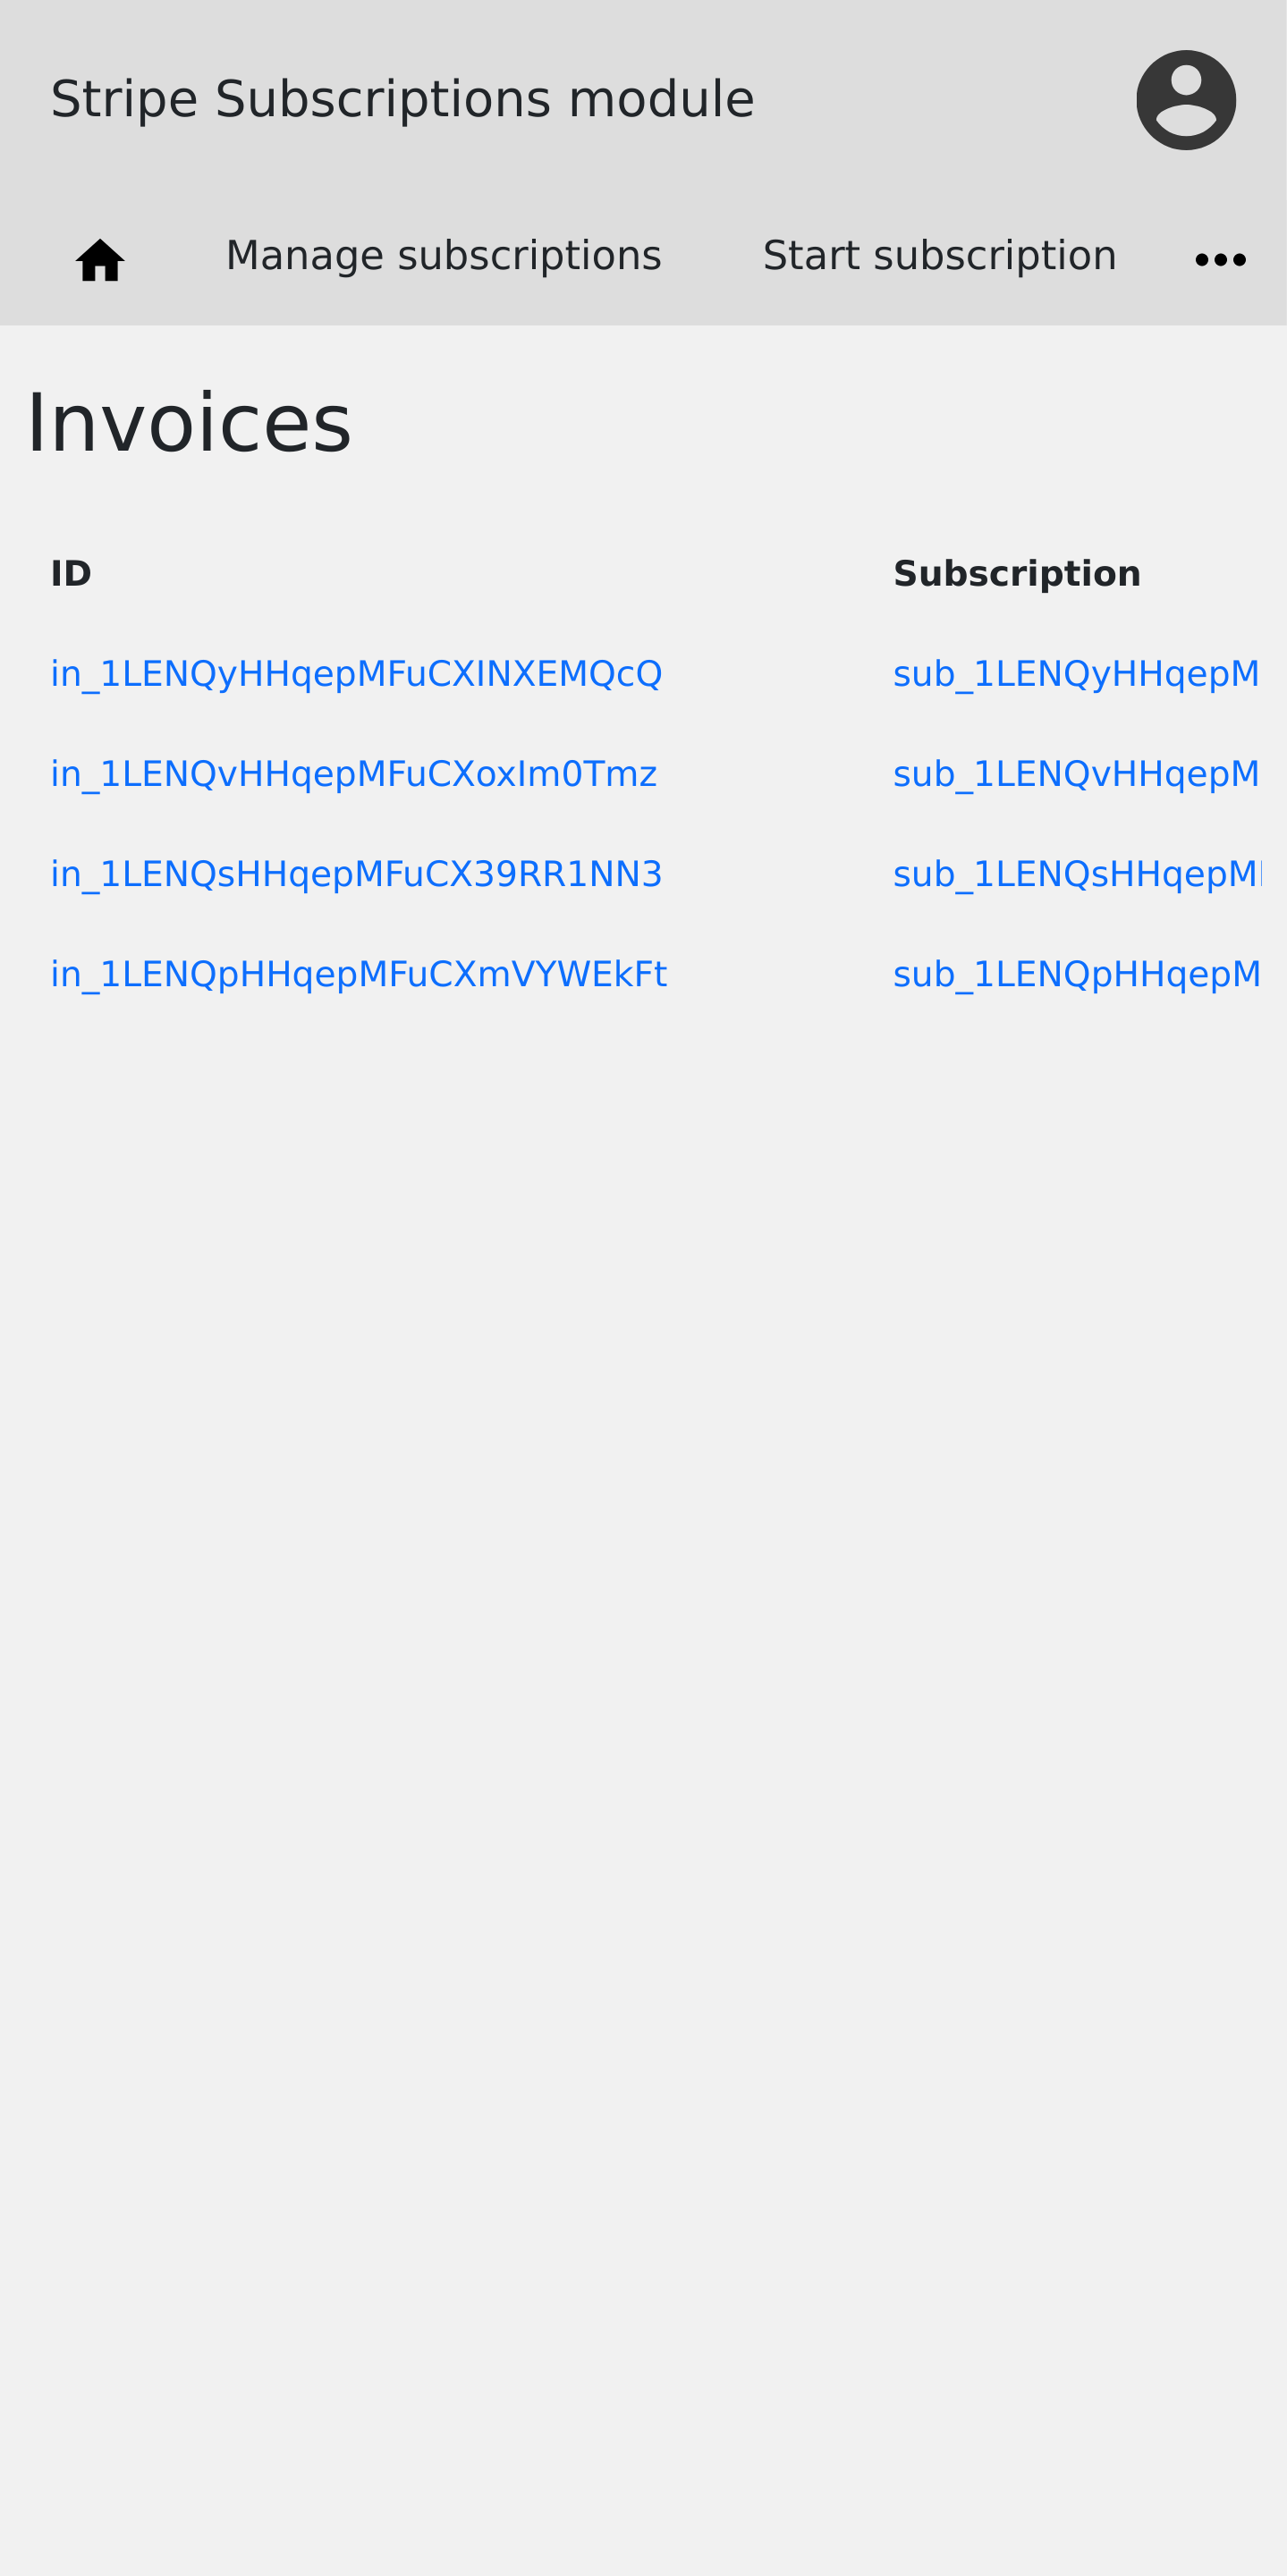 Stripe Subscriptions module
Manage subscriptions Start subscription
Invoices
ID Subscription
in_1LENQyHHqepMFuCXINXEMQcQ sub_1LENQyHHqepM
in_1LENQvHHqepMFuCXoxIm0Tmz sub_1LENQvHHqepM
in_1LENQsHHqepMFuCX39RR1NN3 sub_1LENQsHHqepM
in_1LENQpHHqepMFuCXmVYWEkFt sub_1LENQpHHqepM